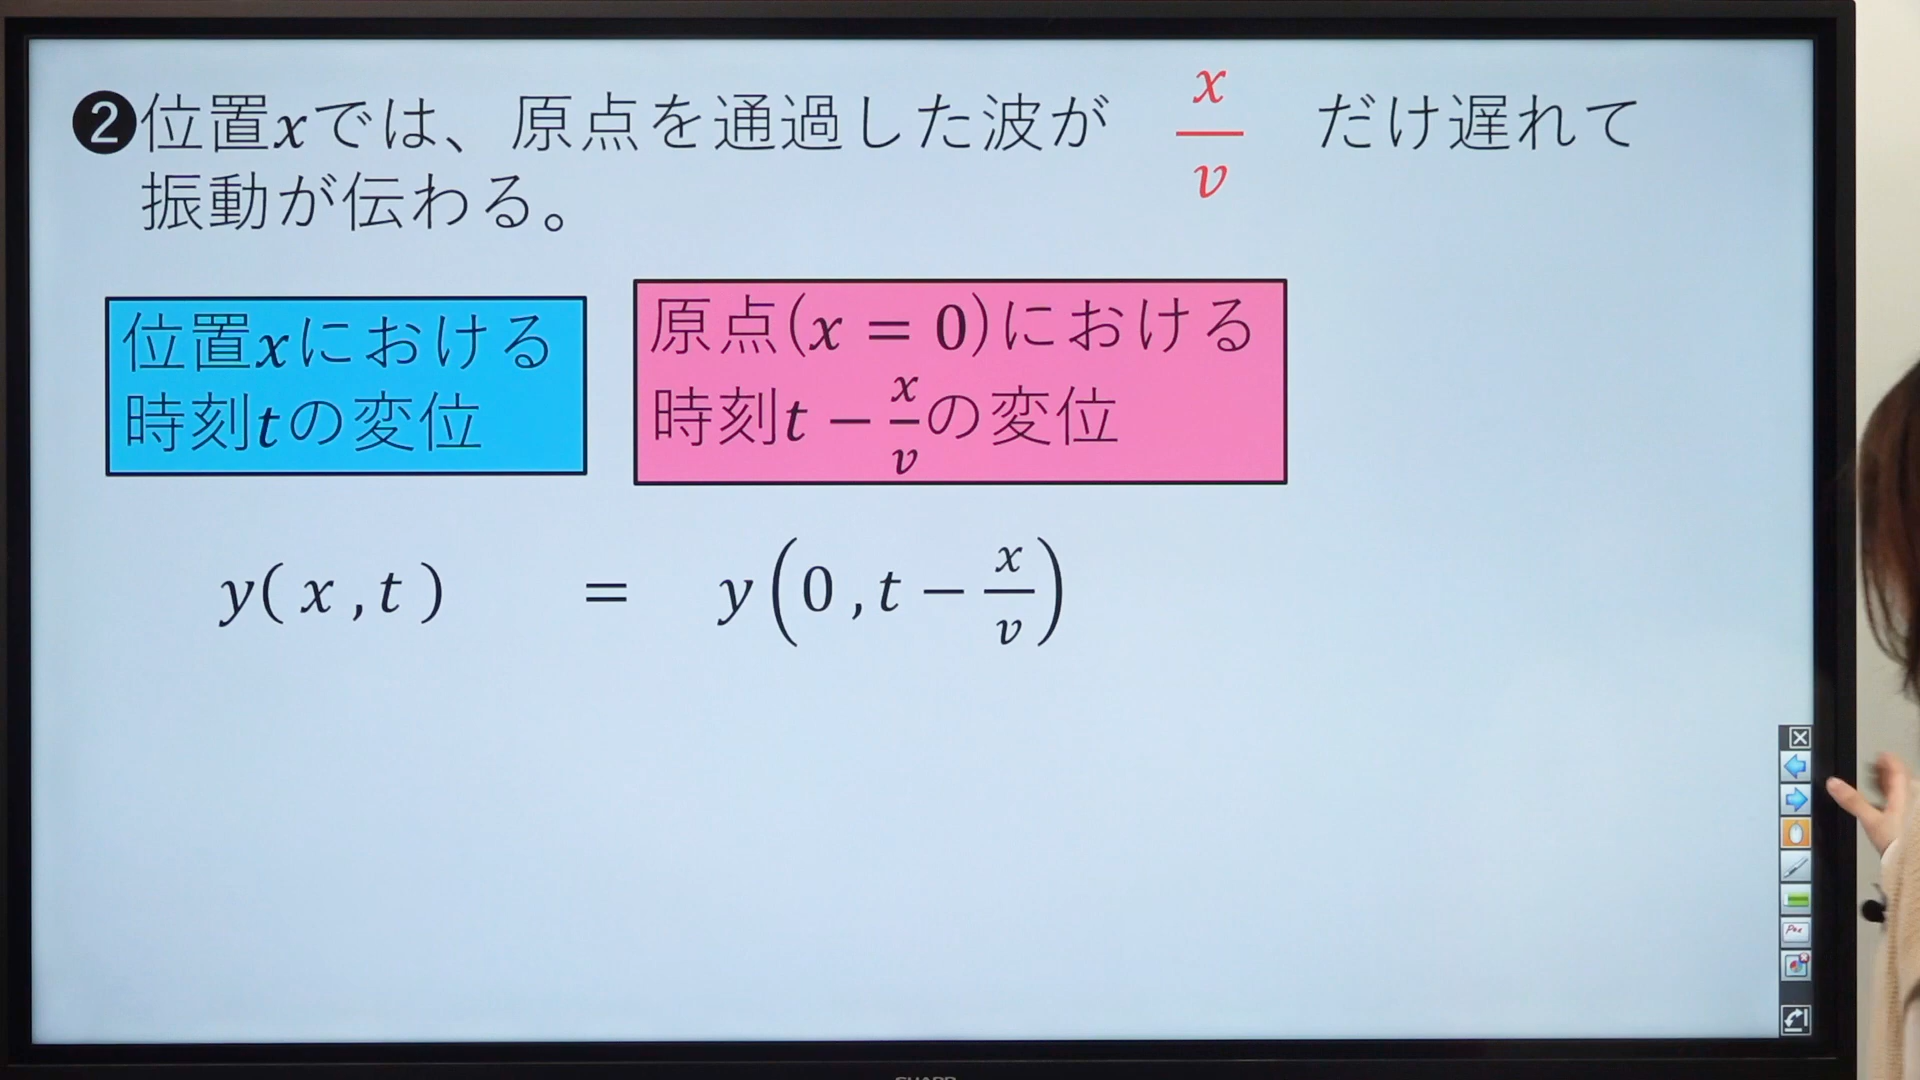 ❷位置xでは、原点を通過した波が x/v だけ遅れて
振動が伝わる。
位置xにおける
時刻tの変位
原点(x = 0)における
時刻t − x/vの変位
y( x , t ) = y(0 , t − x/v)
Pen